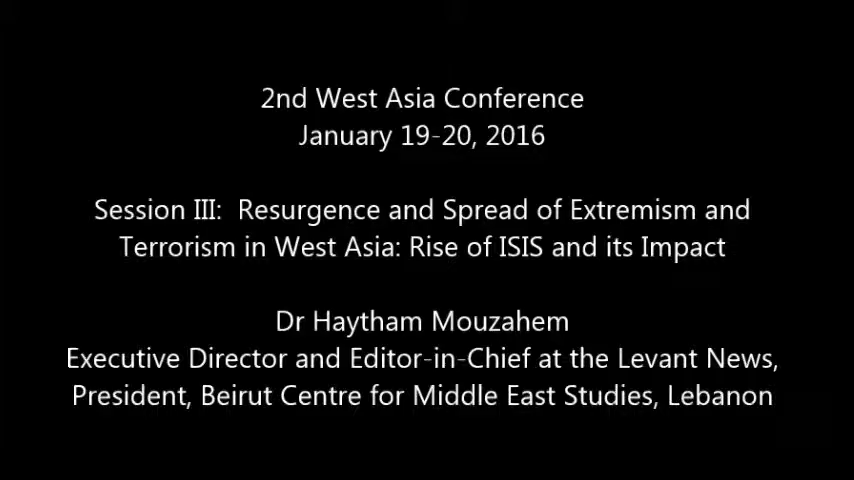 2nd West Asia Conference
January 19-20, 2016
Session III:  Resurgence and Spread of Extremism and
Terrorism in West Asia: Rise of ISIS and its Impact
Dr Haytham Mouzahem
Executive Director and Editor-in-Chief at the Levant News,
President, Beirut Centre for Middle East Studies, Lebanon